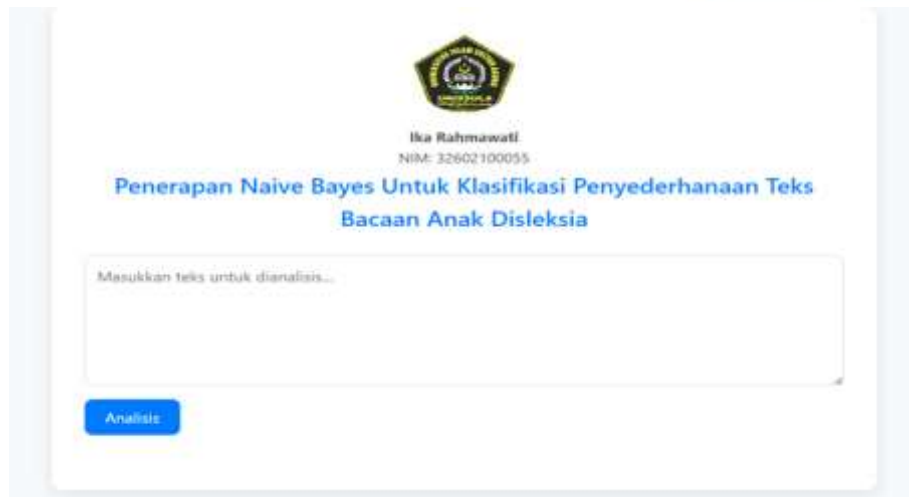 Ika Rahmawati
NIM: 32602100055
Penerapan Naive Bayes Untuk Klasifikasi Penyederhanaan Teks
Bacaan Anak Disleksia
Masukkan teks untuk dianalisis...
Analisis